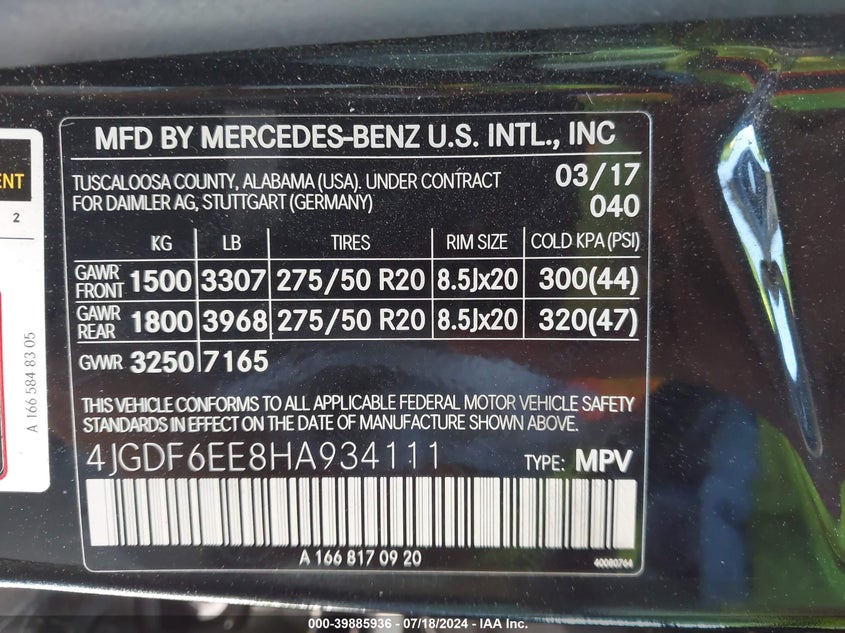 MFD BY MERCEDES-BENZ U.S. INTL., INC
TUSCALOOSA COUNTY, ALABAMA (USA). UNDER CONTRACT 03/17
FOR DAIMLER AG, STUTTGART (GERMANY) 040
KG LB TIRES RIM SIZE COLD KPA (PSI)
GAWR FRONT 1500 3307 275/50 R20 8.5Jx20 300(44)
GAWR REAR 1800 3968 275/50 R20 8.5Jx20 320(47)
GVWR 3250 7165
THIS VEHICLE CONFORMS TO ALL APPLICABLE FEDERAL MOTOR VEHICLE SAFETY
STANDARDS IN EFFECT ON THE DATE OF MANUFACTURE SHOWN ABOVE.
4JGDF6EE8HA934111 TYPE: MPV
A 166 817 09 20 40080764
ENT
2
A 166 584 83 05
000-39885936 - 07/18/2024 - IAA Inc.